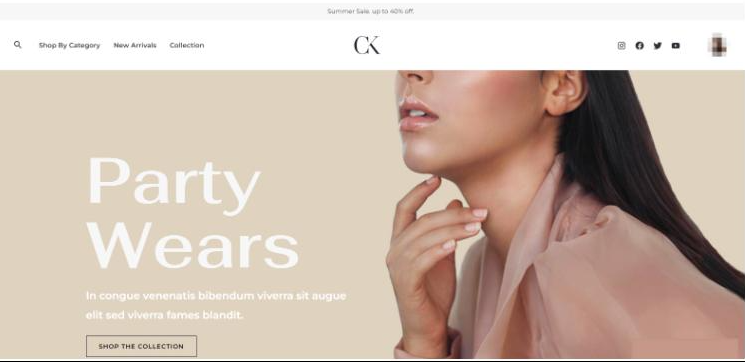 Summer Sale. up to 40% off.
Shop By Category New Arrivals Collection
CK
Party
Wears
In congue venenatis bibendum viverra sit augue
elit sed viverra fames blandit.
SHOP THE COLLECTION